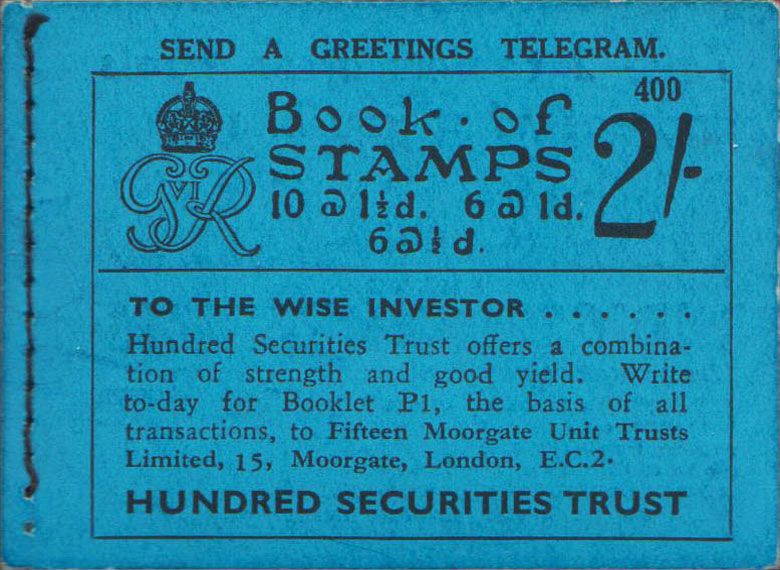 SEND A GREETINGS TELEGRAM.
400
GVIR
Book · of
STAMPS
2/-
10 @ 1½d. 6 @ 1d.
6 @ ½d.
TO THE WISE INVESTOR . . . . . .
Hundred Securities Trust offers a combina-
tion of strength and good yield. Write
to-day for Booklet P1, the basis of all
transactions, to Fifteen Moorgate Unit Trusts
Limited, 15, Moorgate, London, E.C.2.
HUNDRED SECURITIES TRUST